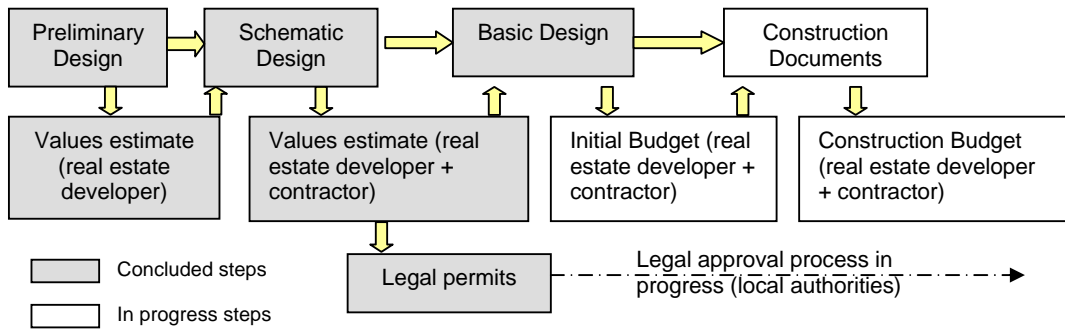 Preliminary
Design
Schematic
Design
Basic Design
Construction
Documents
Values estimate
(real estate
developer)
Values estimate (real
estate developer +
contractor)
Initial Budget (real
estate developer +
contractor)
Construction Budget
(real estate developer
+ contractor)
Legal permits
Legal approval process in
progress (local authorities)
Concluded steps
In progress steps